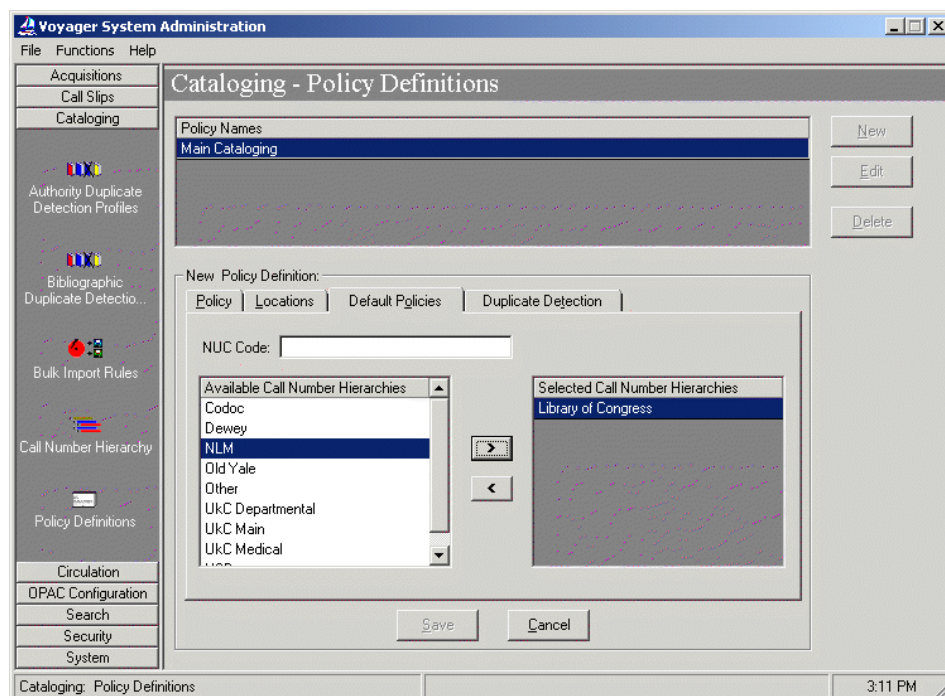 Voyager System Administration
File Functions Help
Acquisitions
Call Slips
Cataloging
Authority Duplicate
Detection Profiles
Bibliographic
Duplicate Detectio...
Bulk Import Rules
Call Number Hierarchy
Policy Definitions
Circulation
OPAC Configuration
Search
Security
System
Cataloging - Policy Definitions
Policy Names
Main Cataloging
New
Edit
Delete
New Policy Definition:
Policy Locations Default Policies Duplicate Detection
NUC Code:
Available Call Number Hierarchies
Codoc
Dewey
NLM
Old Yale
Other
UkC Departmental
UkC Main
UkC Medical
>
<
Selected Call Number Hierarchies
Library of Congress
Save Cancel
Cataloging: Policy Definitions
3:11 PM